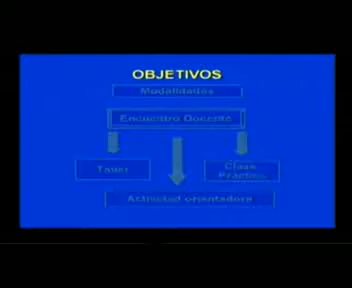 OBJETIVOS
Modalidades
Encuentro Docente
Taller
Clase
Práctica
Actividad orientadora